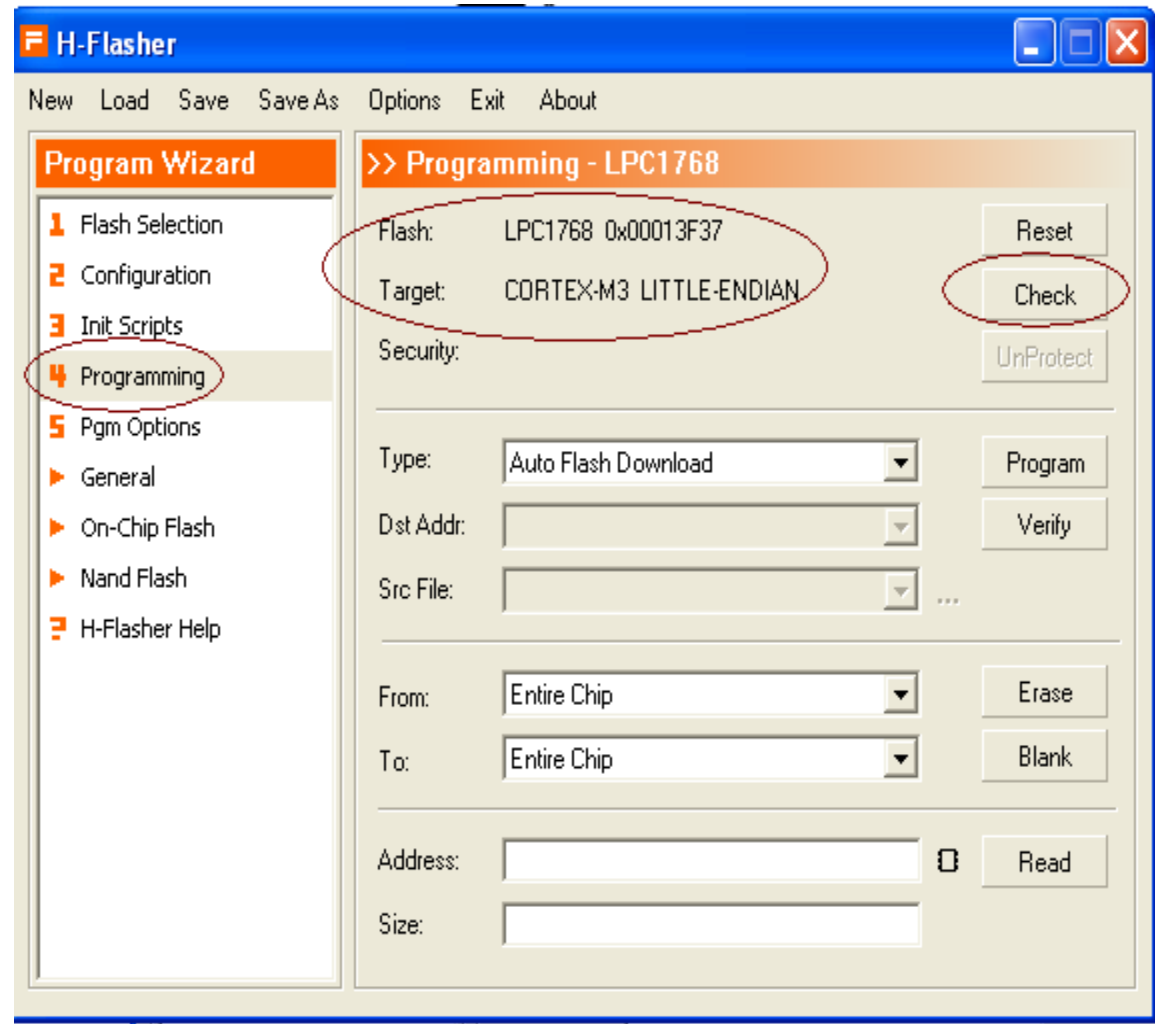 H-Flasher
New Load Save Save As Options Exit About
Program Wizard
1 Flash Selection
2 Configuration
3 Init Scripts
4 Programming
5 Pgm Options
General
On-Chip Flash
Nand Flash
? H-Flasher Help
>> Programming - LPC1768
Flash: LPC1768 0x00013F37 Reset
Target: CORTEX-M3 LITTLE-ENDIAN Check
Security: UnProtect
Type: Auto Flash Download Program
Dst Addr: Verify
Src File: ...
From: Entire Chip Erase
To: Entire Chip Blank
Address: Read
Size: